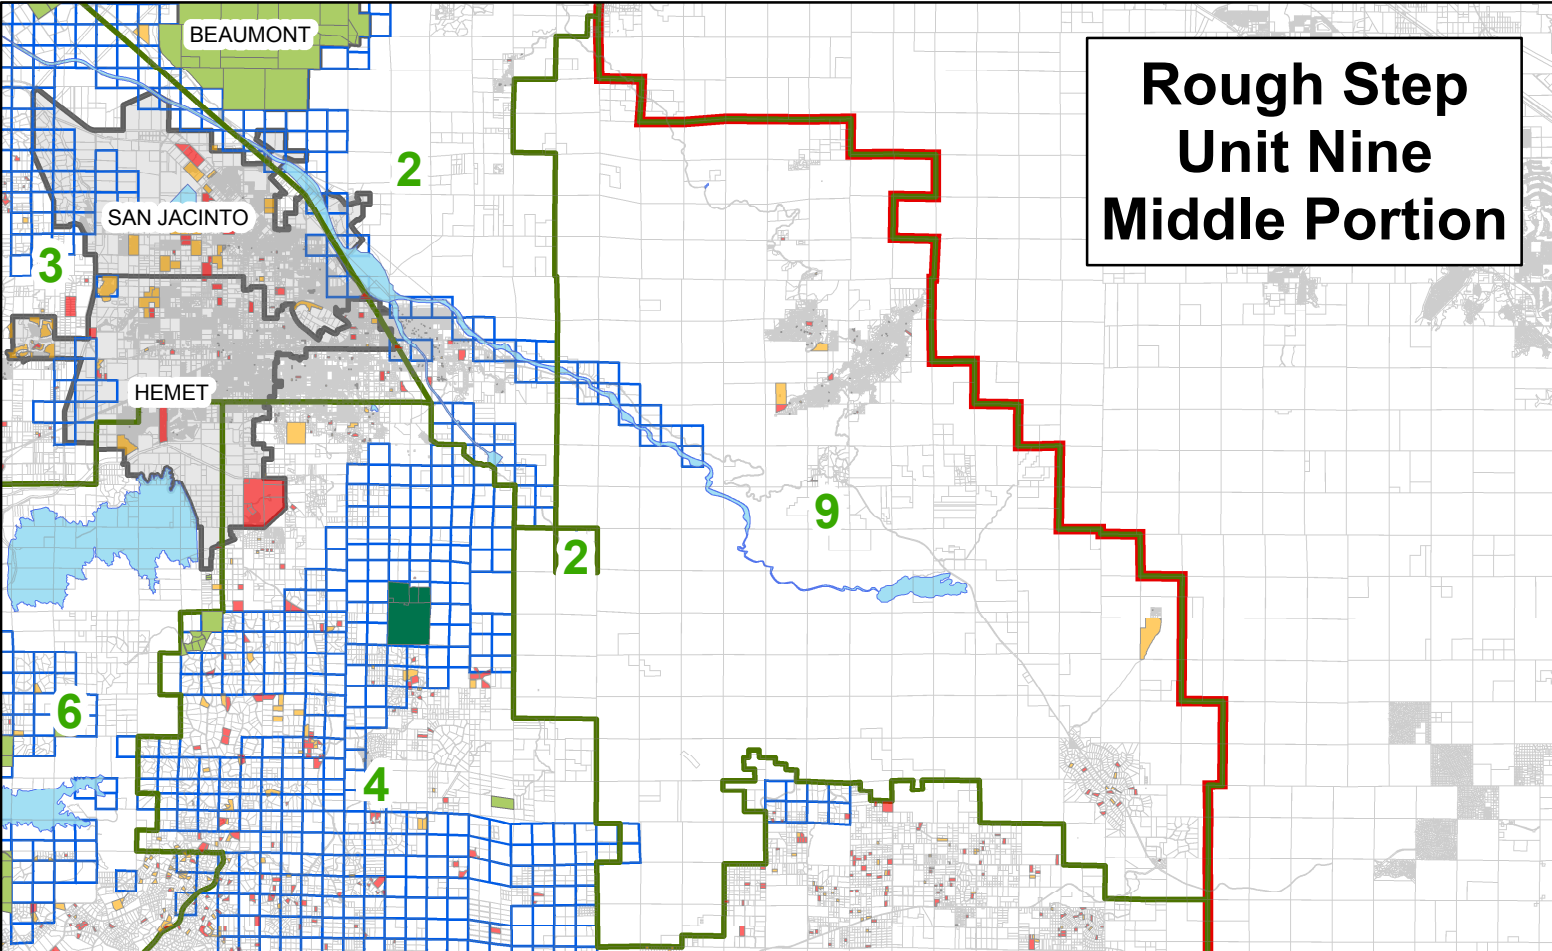 BEAUMONT
Rough Step
Unit Nine
Middle Portion
2
SAN JACINTO
3
HEMET
9
2
6
4